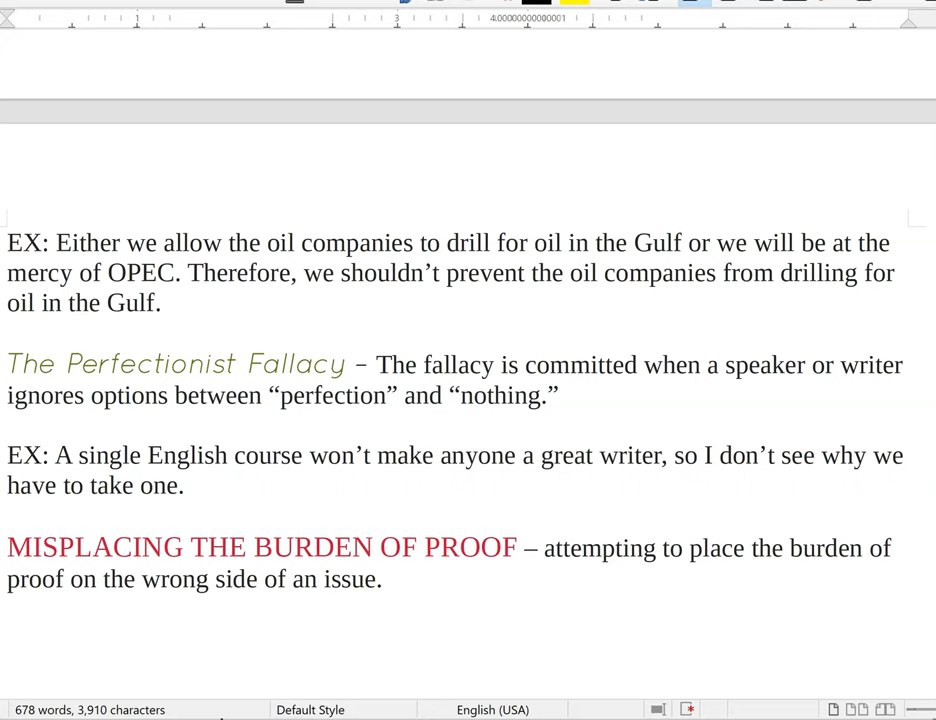 1 3 4.00000000000001
EX: Either we allow the oil companies to drill for oil in the Gulf or we will be at the
mercy of OPEC. Therefore, we shouldn’t prevent the oil companies from drilling for
oil in the Gulf.
The Perfectionist Fallacy – The fallacy is committed when a speaker or writer
ignores options between “perfection” and “nothing.”
EX: A single English course won’t make anyone a great writer, so I don’t see why we
have to take one.
MISPLACING THE BURDEN OF PROOF – attempting to place the burden of
proof on the wrong side of an issue.
678 words, 3,910 characters Default Style English (USA)